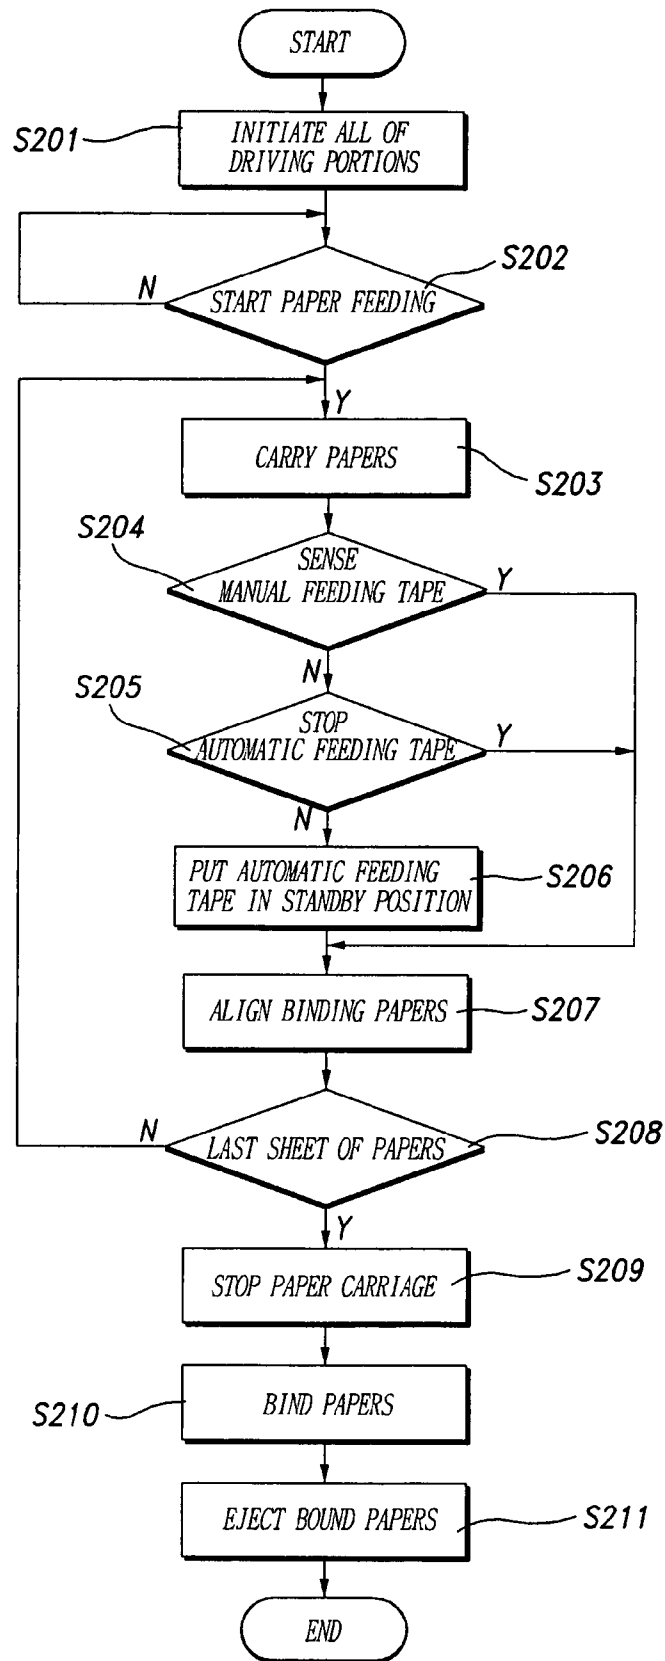 START
S201
INITIATE ALL OF
DRIVING PORTIONS
S202
N
START PAPER FEEDING
Y
CARRY PAPERS
S203
S204
SENSE
MANUAL FEEDING TAPE
Y
N
S205
STOP
AUTOMATIC FEEDING TAPE
Y
N
PUT AUTOMATIC FEEDING
TAPE IN STANDBY POSITION
S206
ALIGN BINDING PAPERS
S207
N
LAST SHEET OF PAPERS
S208
Y
STOP PAPER CARRIAGE
S209
S210
BIND PAPERS
EJECT BOUND PAPERS
S211
END